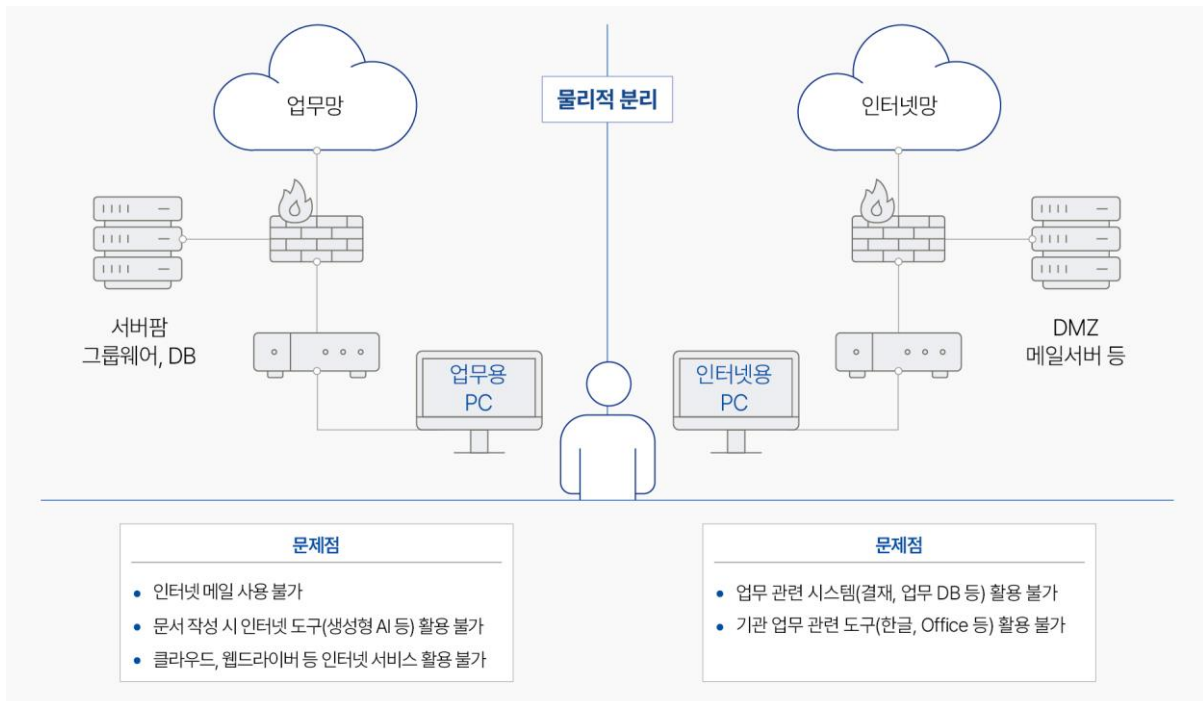 업무망
물리적 분리
인터넷망
서버팜
그룹웨어, DB
업무용
PC
인터넷용
PC
DMZ
메일서버 등
문제점
• 인터넷 메일 사용 불가
• 문서 작성 시 인터넷 도구(생성형 AI 등) 활용 불가
• 클라우드, 웹드라이버 등 인터넷 서비스 활용 불가
문제점
• 업무 관련 시스템(결재, 업무 DB 등) 활용 불가
• 기관 업무 관련 도구(한글, Office 등) 활용 불가